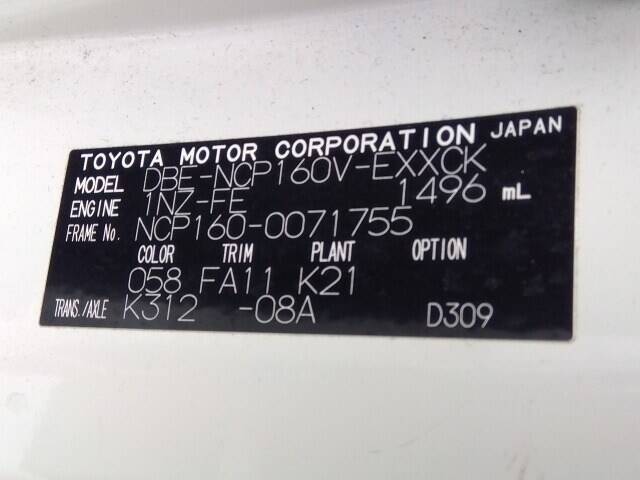 TOYOTA MOTOR CORPORATION JAPAN
MODEL DBE-NCP160V-EXXCK
ENGINE 1NZ-FE 1496 mL
FRAME No. NCP160-0071755
COLOR TRIM PLANT OPTION
058 FA11 K21
TRANS./AXLE K312 -08A D309